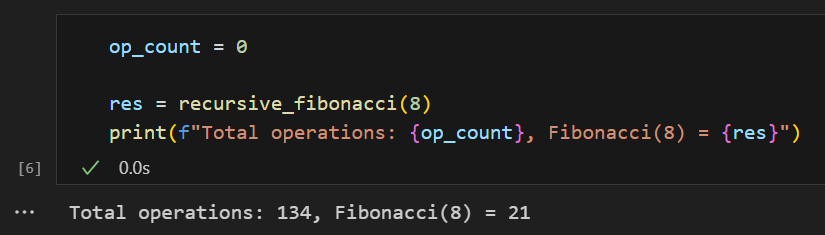 op_count = 0
res = recursive_fibonacci(8)
print(f"Total operations: {op_count}, Fibonacci(8) = {res}")
[6]
0.0s
... Total operations: 134, Fibonacci(8) = 21